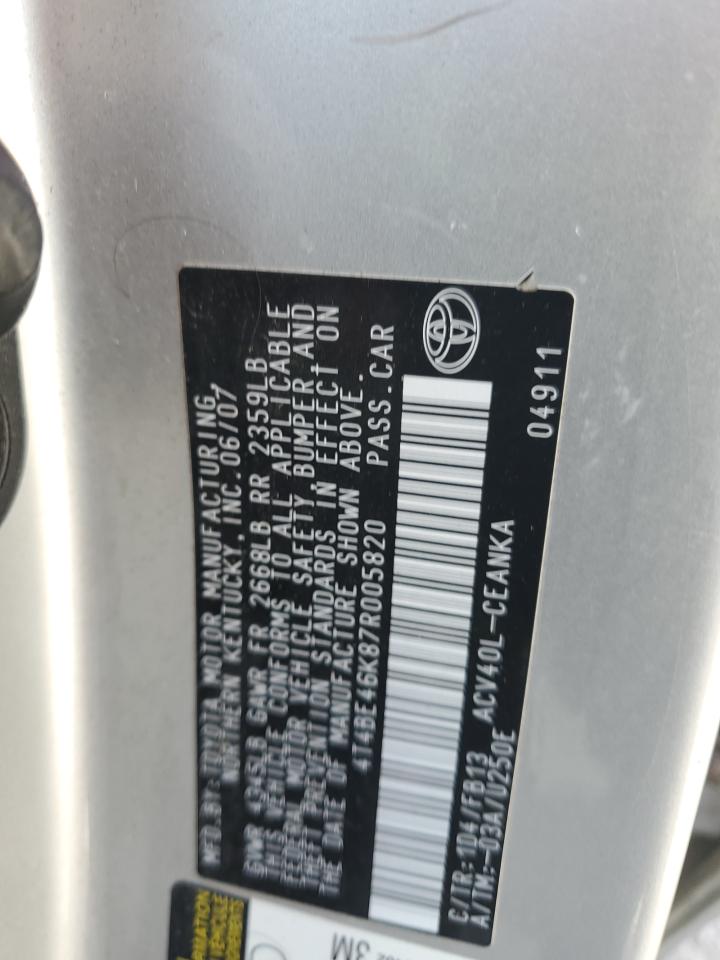 MFD.BY: TOYOTA MOTOR MANUFACTURING,
NORTHERN KENTUCKY, INC. 06/07
GVWR 4345LB GAWR FR 2668LB RR 2359LB
THIS VEHICLE CONFORMS TO ALL APPLICABLE
FEDERAL MOTOR VEHICLE SAFETY, BUMPER, AND
THEFT PREVENTION STANDARDS IN EFFECT ON
THE DATE OF MANUFACTURE SHOWN ABOVE.
4T4BE46K87R005820 PASS.CAR
C/TR: 1D4/FB13 ACV40L-CEANKA
A/TM:-03A/U250E
04911
3M